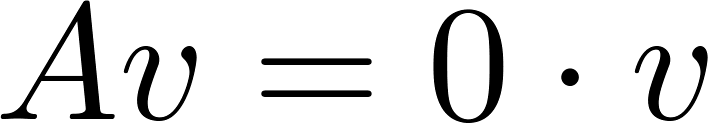 Av = 0 · v